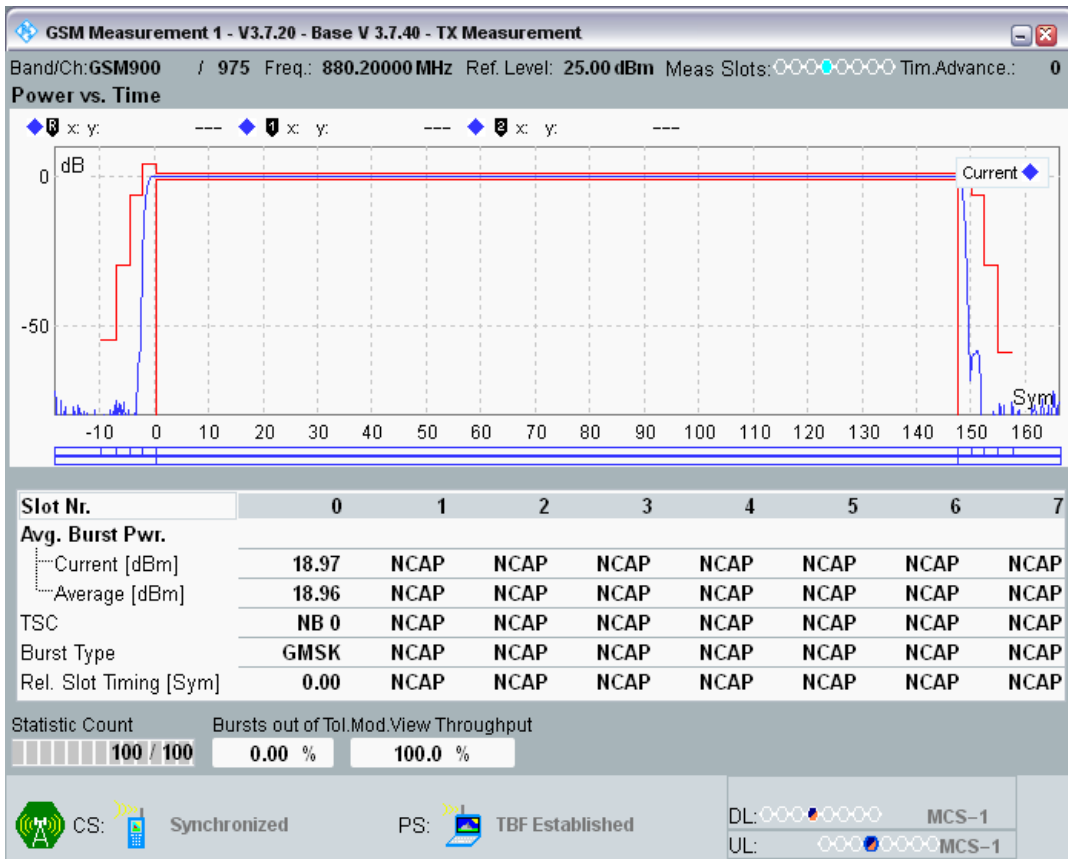 GSM Measurement 1 - V3.7.20 - Base V 3.7.40 - TX Measurement
Band/Ch:GSM900 / 975 Freq.: 880.20000 MHz Ref. Level: 25.00 dBm Meas Slots: Tim.Advance.: 0
Power vs. Time
R x: y: --- 1 x: y: --- 2 x: y: ---
dB
Current
0
-50
Sym
-10 0 10 20 30 40 50 60 70 80 90 100 110 120 130 140 150 160
Slot Nr. 0 1 2 3 4 5 6 7
Avg. Burst Pwr.
Current [dBm] 18.97 NCAP NCAP NCAP NCAP NCAP NCAP NCAP
Average [dBm] 18.96 NCAP NCAP NCAP NCAP NCAP NCAP NCAP
TSC NB 0 NCAP NCAP NCAP NCAP NCAP NCAP NCAP
Burst Type GMSK NCAP NCAP NCAP NCAP NCAP NCAP NCAP
Rel. Slot Timing [Sym] 0.00 NCAP NCAP NCAP NCAP NCAP NCAP NCAP
Statistic Count Bursts out of Tol.Mod.View Throughput
100 / 100 0.00 % 100.0 %
CS: Synchronized PS: TBF Established
DL: MCS-1
UL: MCS-1